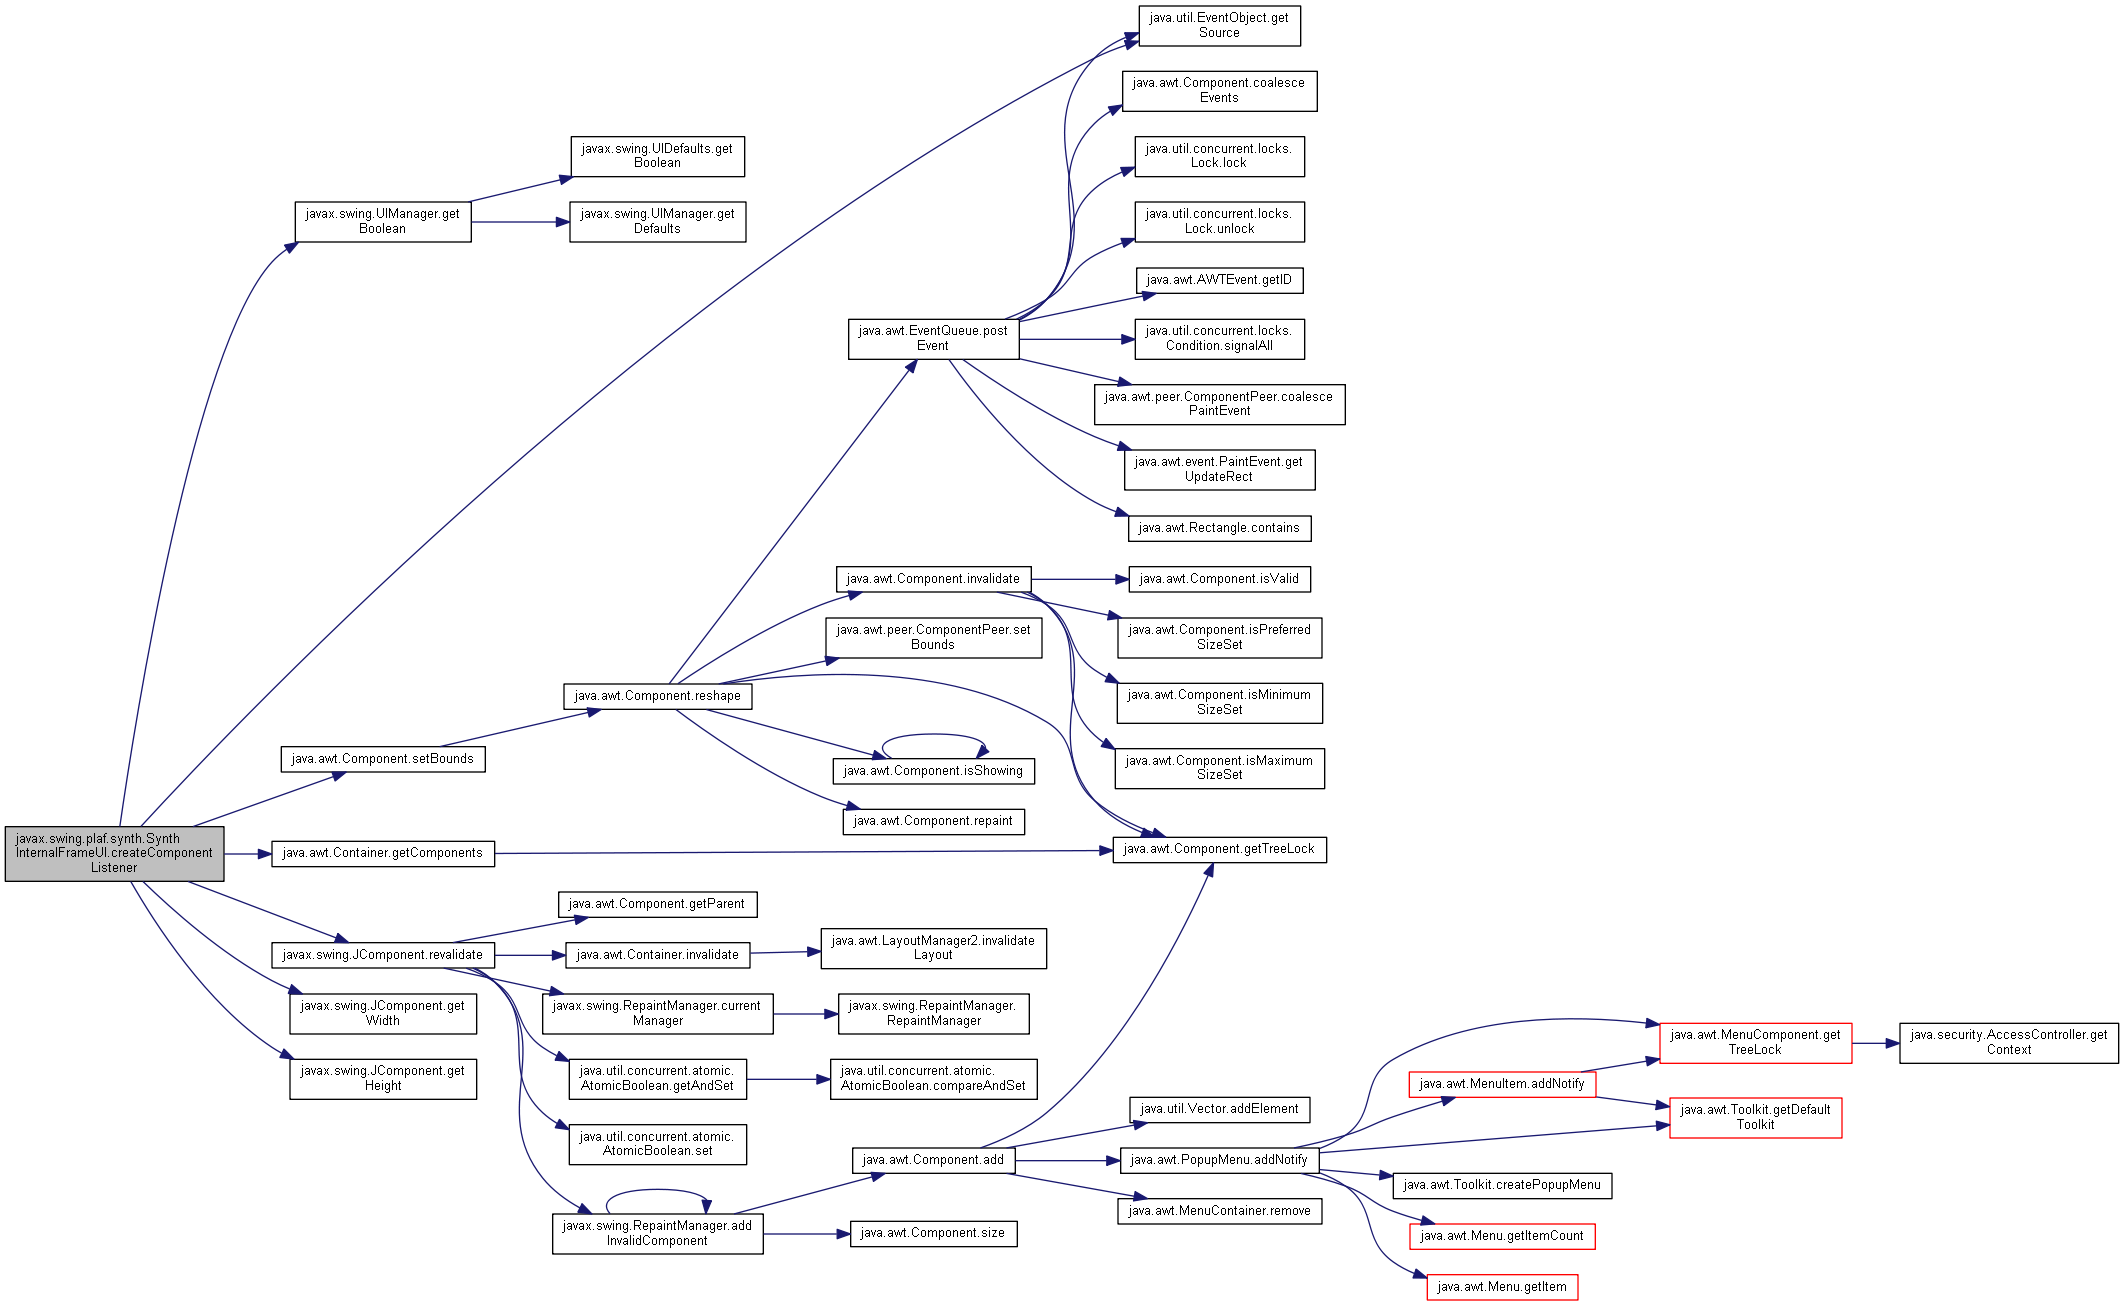 javax.swing.plaf.synth.Synth
InternalFrameUI.createComponent
Listener
javax.swing.UIManager.get
Boolean
javax.swing.UIDefaults.get
Boolean
javax.swing.UIManager.get
Defaults
java.util.EventObject.get
Source
java.awt.Component.setBounds
java.awt.Component.reshape
java.awt.EventQueue.post
Event
java.awt.Component.coalesce
Events
java.util.concurrent.locks.
Lock.lock
java.util.concurrent.locks.
Lock.unlock
java.awt.AWTEvent.getID
java.util.concurrent.locks.
Condition.signalAll
java.awt.peer.ComponentPeer.coalesce
PaintEvent
java.awt.event.PaintEvent.get
UpdateRect
java.awt.Rectangle.contains
java.awt.Component.invalidate
java.awt.Component.isValid
java.awt.Component.isPreferred
SizeSet
java.awt.Component.isMinimum
SizeSet
java.awt.Component.isMaximum
SizeSet
java.awt.Component.getTreeLock
java.awt.peer.ComponentPeer.set
Bounds
java.awt.Component.isShowing
java.awt.Component.repaint
java.awt.Container.getComponents
javax.swing.JComponent.revalidate
java.awt.Component.getParent
java.awt.Container.invalidate
java.awt.LayoutManager2.invalidate
Layout
javax.swing.RepaintManager.current
Manager
javax.swing.RepaintManager.
RepaintManager
java.util.concurrent.atomic.
AtomicBoolean.getAndSet
java.util.concurrent.atomic.
AtomicBoolean.compareAndSet
java.util.concurrent.atomic.
AtomicBoolean.set
javax.swing.RepaintManager.add
InvalidComponent
java.awt.Component.add
java.awt.Component.size
java.util.Vector.addElement
java.awt.PopupMenu.addNotify
java.awt.MenuContainer.remove
java.awt.MenuComponent.get
TreeLock
java.security.AccessController.get
Context
java.awt.MenuItem.addNotify
java.awt.Toolkit.getDefault
Toolkit
java.awt.Toolkit.createPopupMenu
java.awt.Menu.getItemCount
java.awt.Menu.getItem
javax.swing.JComponent.get
Width
javax.swing.JComponent.get
Height